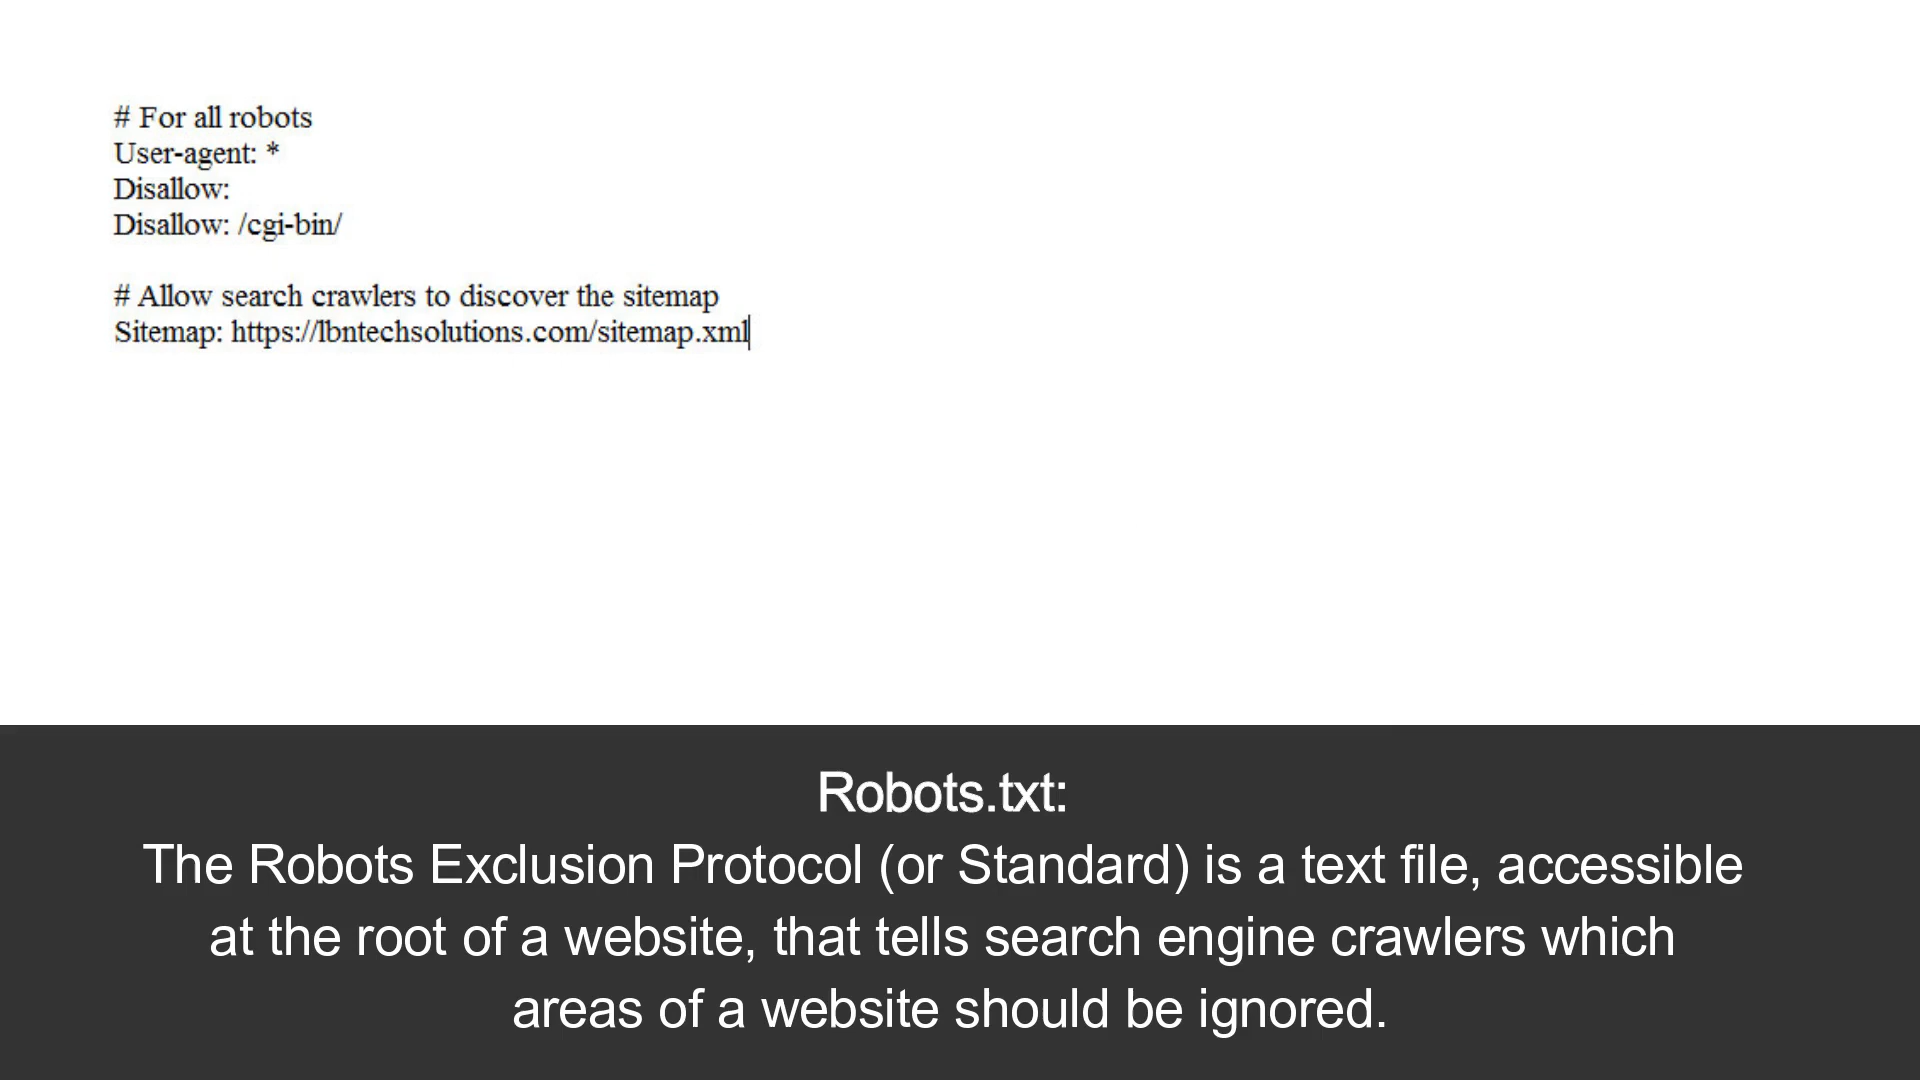 # For all robots
User-agent: *
Disallow:
Disallow: /cgi-bin/
# Allow search crawlers to discover the sitemap
Sitemap: https://lbntechsolutions.com/sitemap.xml
Robots.txt:
The Robots Exclusion Protocol (or Standard) is a text file, accessible
at the root of a website, that tells search engine crawlers which
areas of a website should be ignored.